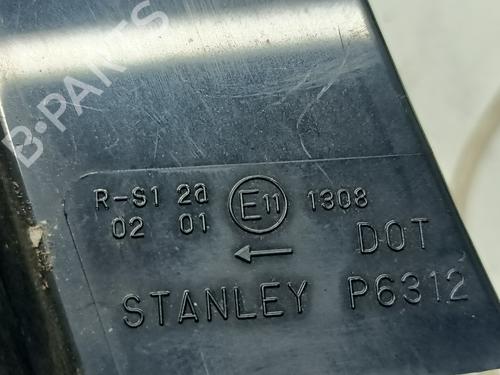 B-PARTS
R-S1 2a E11 1308
02 01 ← DOT
STANLEY P6312